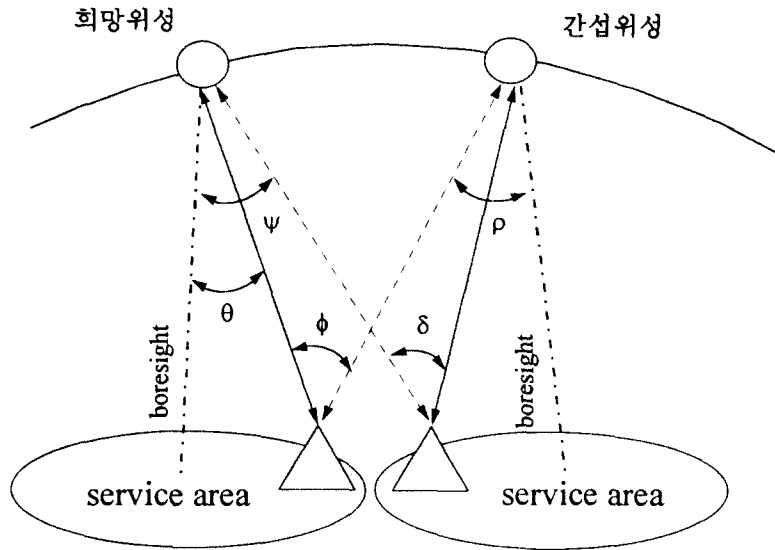 희망위성
간섭위성
ψ
ρ
θ
ϕ
δ
boresight
boresight
service area
service area